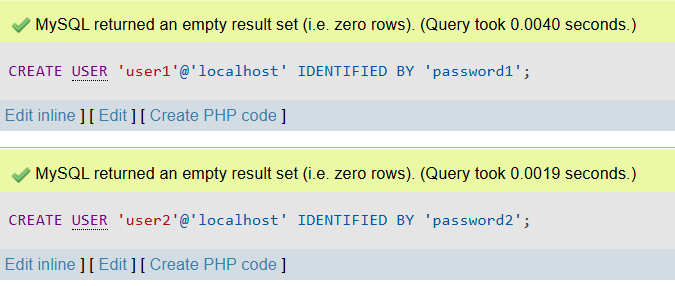 MySQL returned an empty result set (i.e. zero rows). (Query took 0.0040 seconds.)
CREATE USER 'user1'@'localhost' IDENTIFIED BY 'password1';
Edit inline ] [ Edit ] [ Create PHP code ]
MySQL returned an empty result set (i.e. zero rows). (Query took 0.0019 seconds.)
CREATE USER 'user2'@'localhost' IDENTIFIED BY 'password2';
Edit inline ] [ Edit ] [ Create PHP code ]